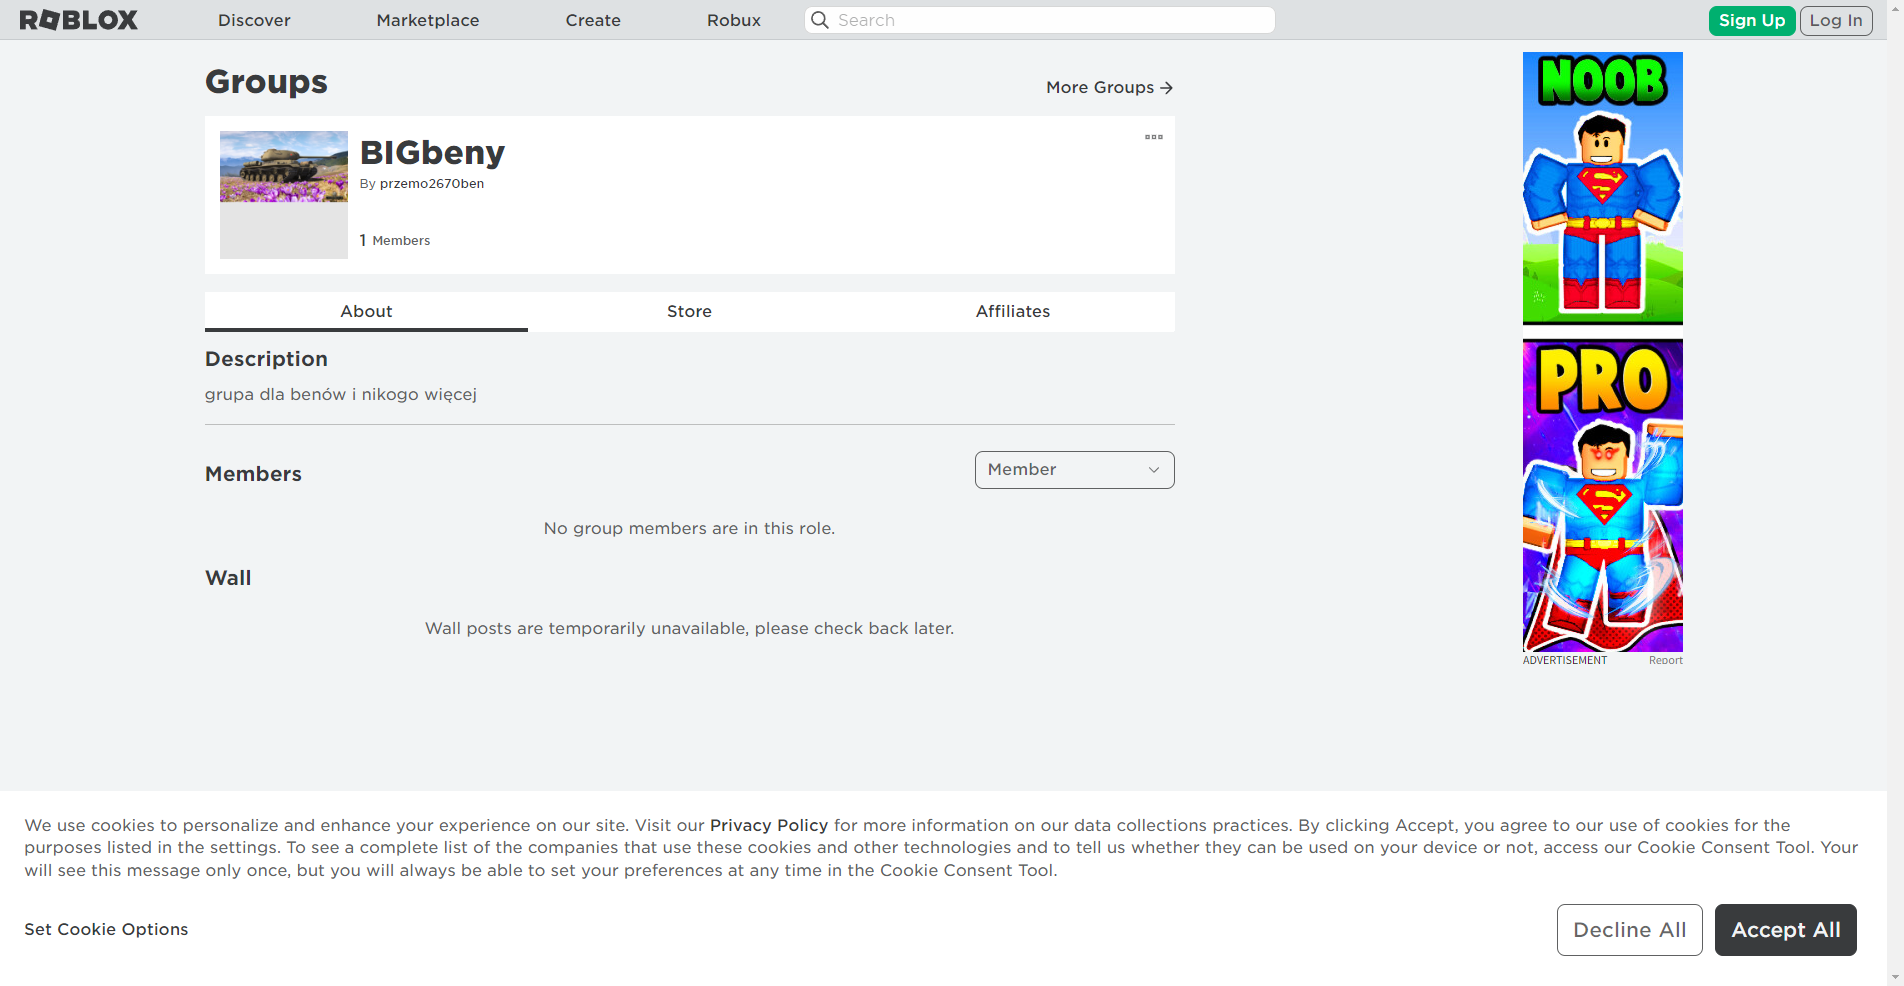 ROBLOX Discover Marketplace Create Robux Search Sign Up Log In
Groups
More Groups
BIGbeny
By przemo2670ben
1 Members
About Store Affiliates
Description
grupa dla benów i nikogo więcej
Members
Member
No group members are in this role.
Wall
Wall posts are temporarily unavailable, please check back later.
NOOB
PRO
ADVERTISEMENT Report
We use cookies to personalize and enhance your experience on our site. Visit our Privacy Policy for more information on our data collections practices. By clicking Accept, you agree to our use of cookies for the
purposes listed in the settings. To see a complete list of the companies that use these cookies and other technologies and to tell us whether they can be used on your device or not, access our Cookie Consent Tool. Your
will see this message only once, but you will always be able to set your preferences at any time in the Cookie Consent Tool.
Set Cookie Options
Decline All
Accept All